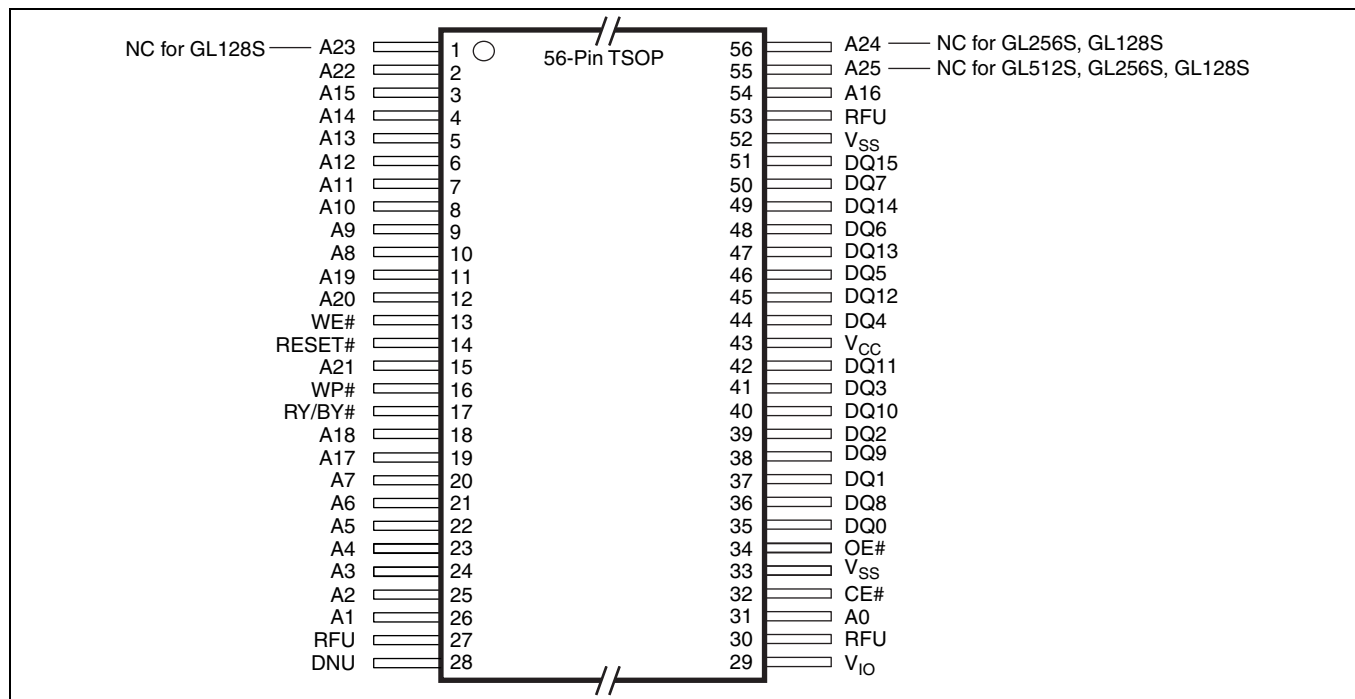 NC for GL128S A23 1 56-Pin TSOP 56 A24 NC for GL256S, GL128S
A22 2 55 A25 NC for GL512S, GL256S, GL128S
A15 3 54 A16
A14 4 53 RFU
A13 5 52 VSS
A12 6 51 DQ15
A11 7 50 DQ7
A10 8 49 DQ14
A9 9 48 DQ6
A8 10 47 DQ13
A19 11 46 DQ5
A20 12 45 DQ12
WE# 13 44 DQ4
RESET# 14 43 VCC
A21 15 42 DQ11
WP# 16 41 DQ3
RY/BY# 17 40 DQ10
A18 18 39 DQ2
A17 19 38 DQ9
A7 20 37 DQ1
A6 21 36 DQ8
A5 22 35 DQ0
A4 23 34 OE#
A3 24 33 VSS
A2 25 32 CE#
A1 26 31 A0
RFU 27 30 RFU
DNU 28 29 VIO